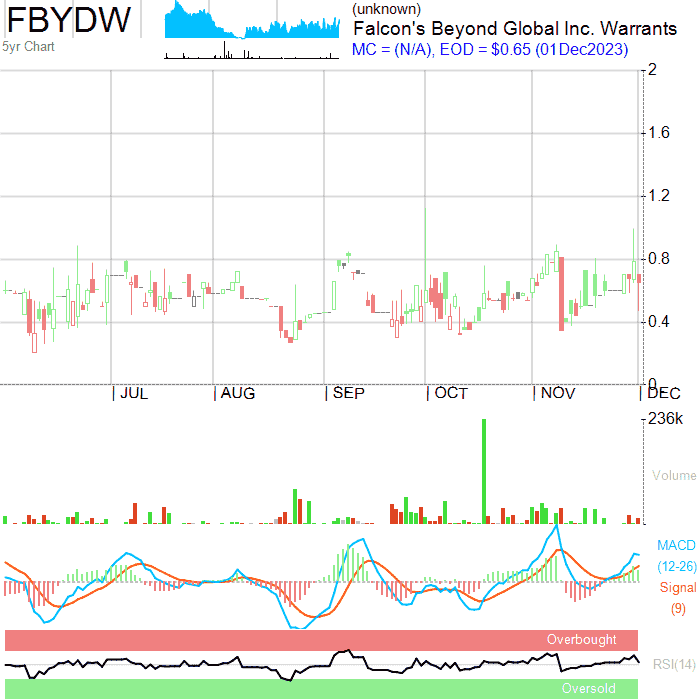 FBYDW
5yr Chart
(unknown)
Falcon's Beyond Global Inc. Warrants
MC = (N/A), EOD = $0.65 (01Dec2023)
2
1.6
1.2
0.8
0.4
0
JUL AUG SEP OCT NOV DEC
236k
Volume
MACD
(12-26)
Signal
(9)
Overbought
RSI(14)
Oversold